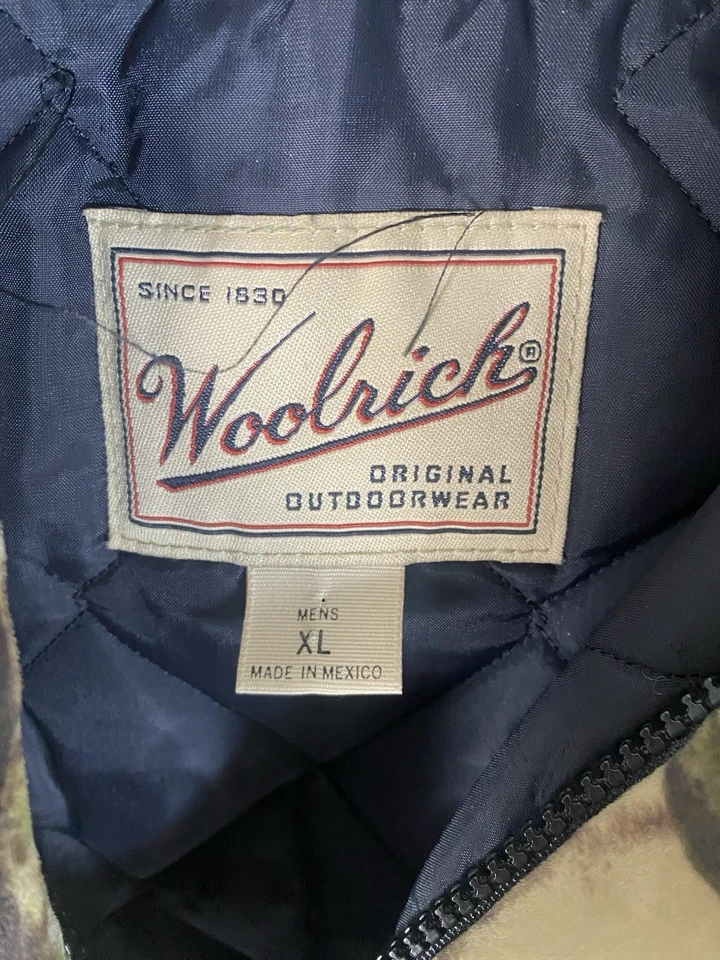 SINCE 1830
Woolrich®
ORIGINAL
OUTDOORWEAR
MENS
XL
MADE IN MEXICO